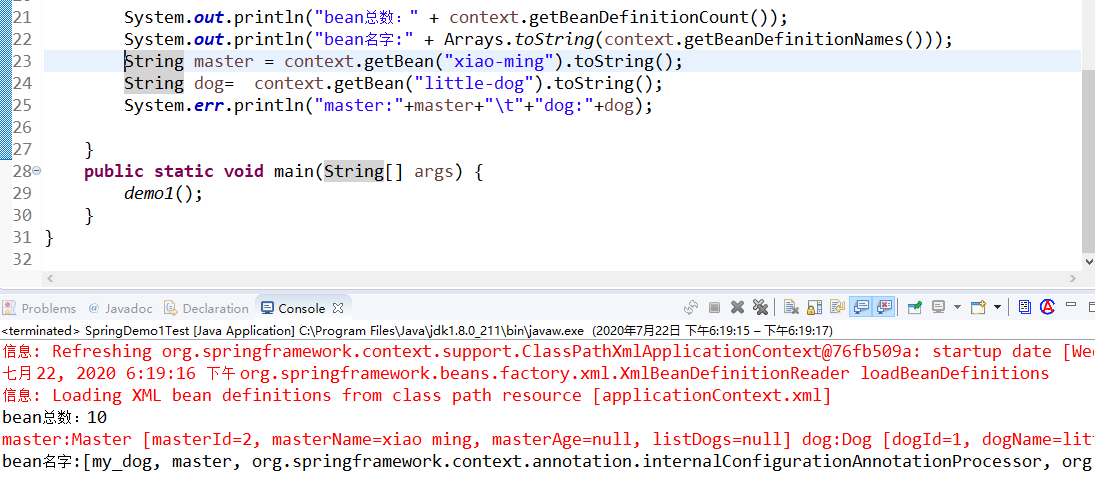 21 System.out.println("bean总数：" + context.getBeanDefinitionCount());
22 System.out.println("bean名字:" + Arrays.toString(context.getBeanDefinitionNames()));
23 String master = context.getBean("xiao-ming").toString();
24 String dog=  context.getBean("little-dog").toString();
25 System.err.println("master:"+master+"\t"+"dog:"+dog);
26
27 }
28 public static void main(String[] args) {
29 demo1();
30 }
31 }
32
Problems @ Javadoc Declaration Console
<terminated> SpringDemo1Test [Java Application] C:\Program Files\Java\jdk1.8.0_211\bin\javaw.exe (2020年7月22日 下午6:19:15 – 下午6:19:17)
信息: Refreshing org.springframework.context.support.ClassPathXmlApplicationContext@76fb509a: startup date [Wed
七月 22, 2020 6:19:16 下午 org.springframework.beans.factory.xml.XmlBeanDefinitionReader loadBeanDefinitions
信息: Loading XML bean definitions from class path resource [applicationContext.xml]
bean总数：10
master:Master [masterId=2, masterName=xiao ming, masterAge=null, listDogs=null] dog:Dog [dogId=1, dogName=litt
bean名字:[my_dog, master, org.springframework.context.annotation.internalConfigurationAnnotationProcessor, org